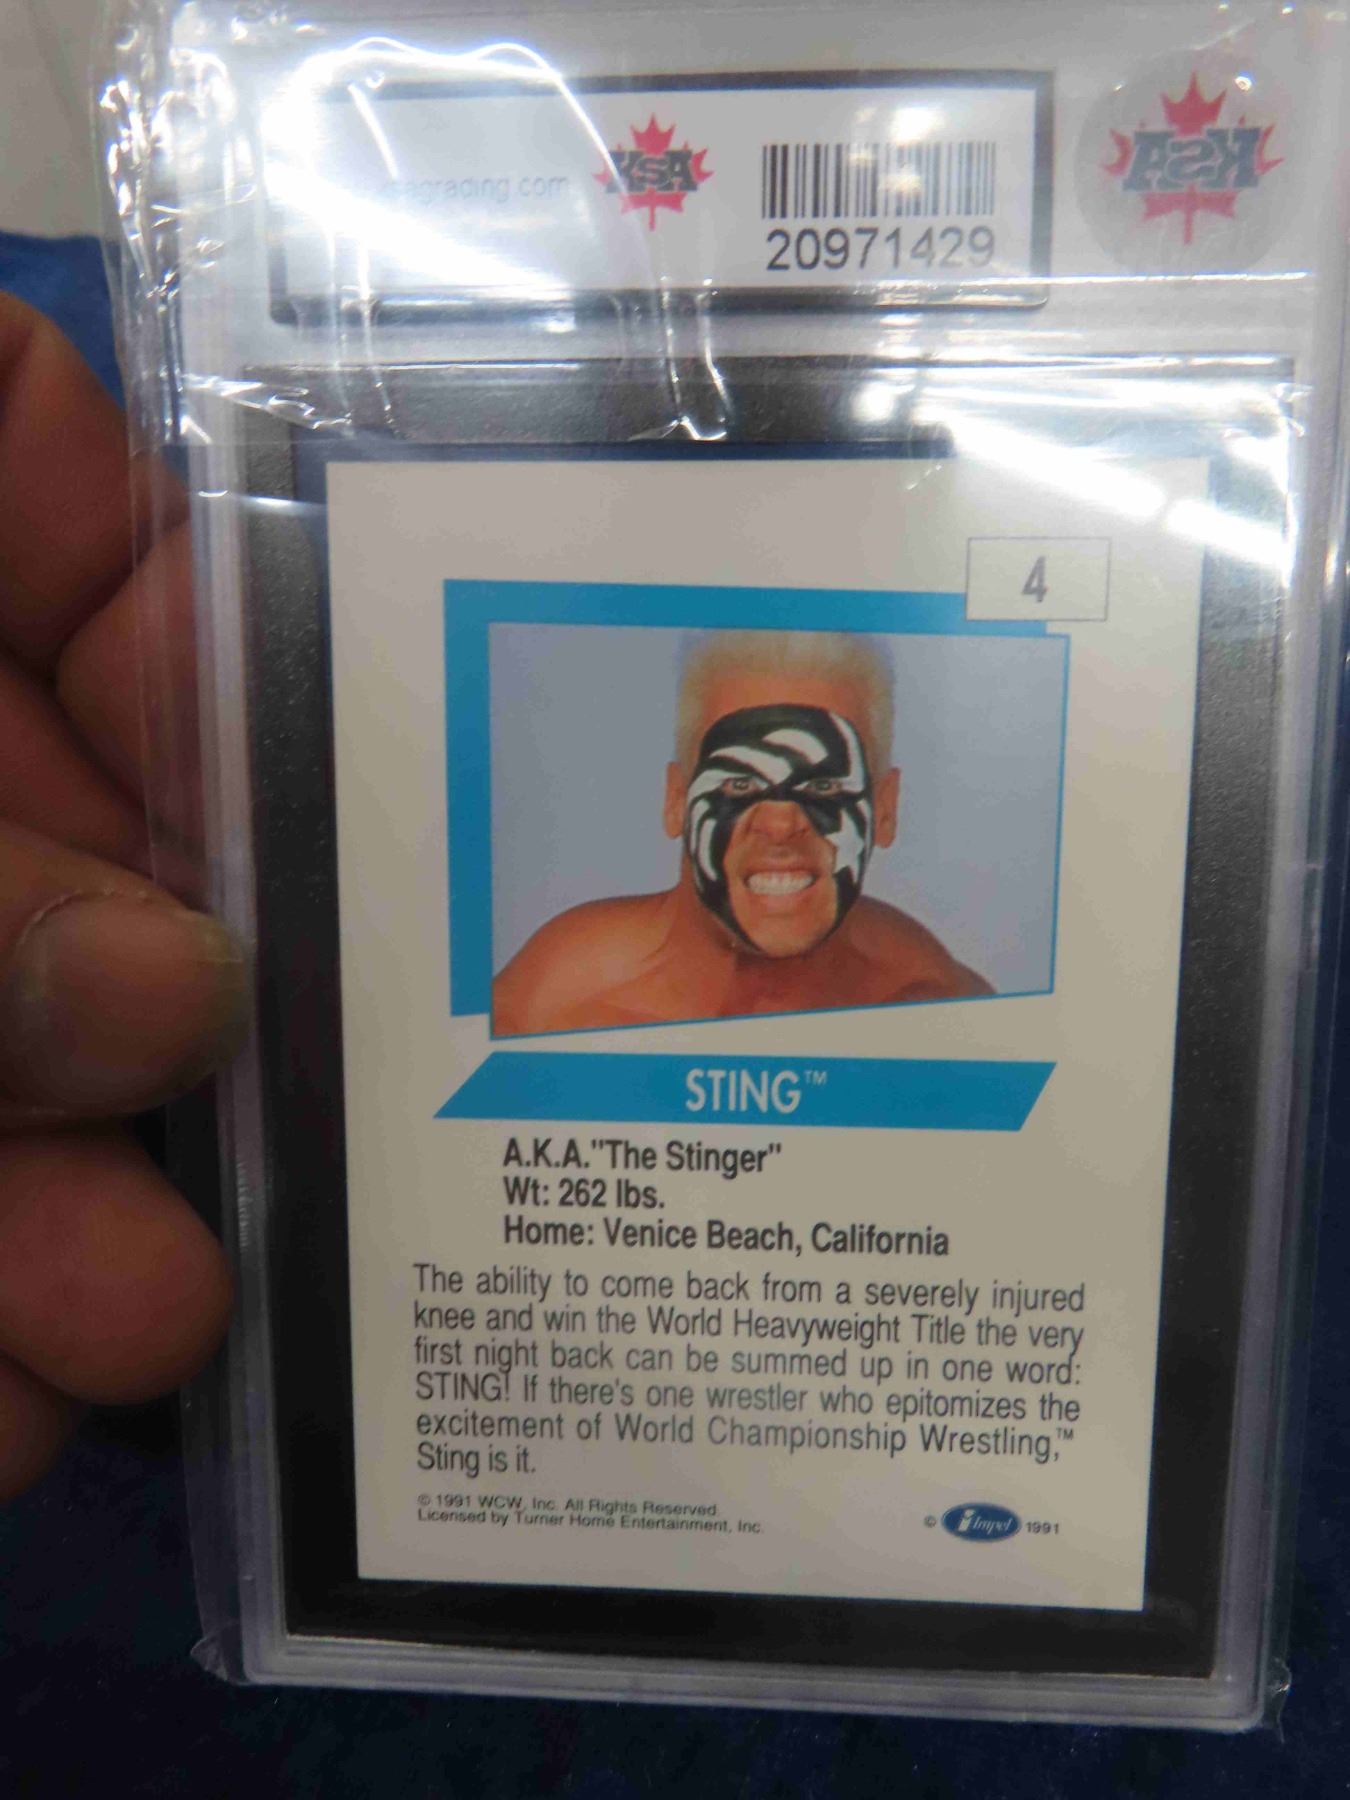 ksagrading.com
KSA
20971429
KSA
4
STING™
A.K.A."The Stinger"
Wt: 262 lbs.
Home: Venice Beach, California
The ability to come back from a severely injured
knee and win the World Heavyweight Title the very
first night back can be summed up in one word:
STING! If there's one wrestler who epitomizes the
excitement of World Championship Wrestling,™
Sting is it.
© 1991 WCW, Inc. All Rights Reserved.
Licensed by Turner Home Entertainment, Inc.
© Impel 1991